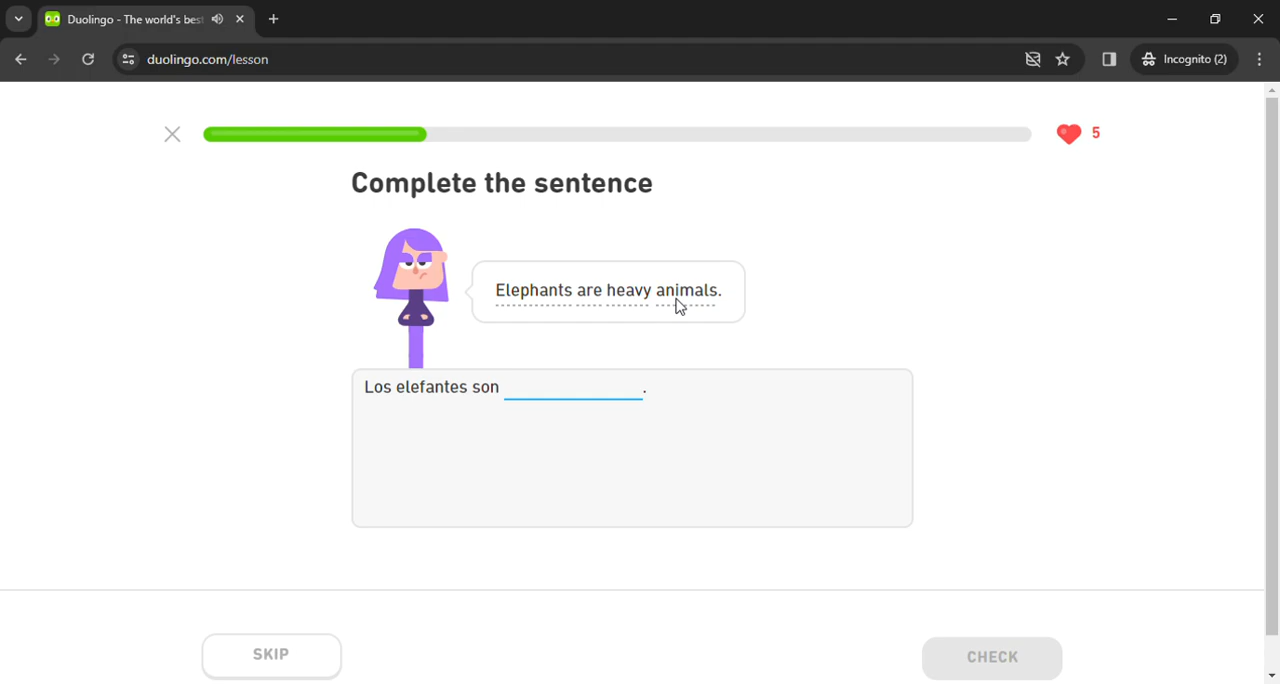 Duolingo - The world's best
duolingo.com/lesson
Incognito (2)
5
Complete the sentence
Elephants are heavy animals.
Los elefantes son ____________.
SKIP
CHECK